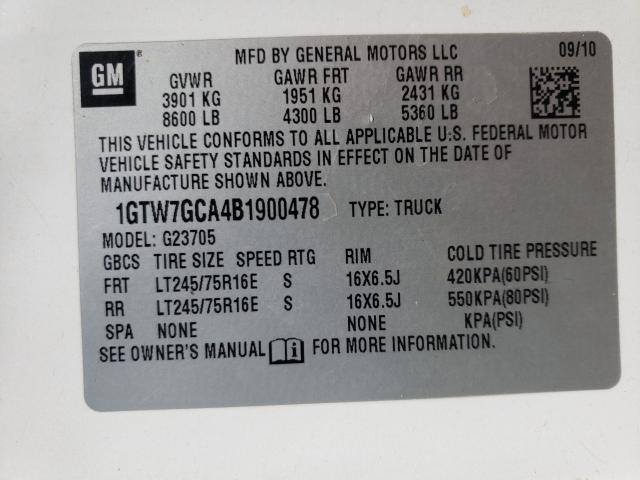 GM ®
MFD BY GENERAL MOTORS LLC 09/10
GVWR GAWR FRT GAWR RR
3901 KG 1951 KG 2431 KG
8600 LB 4300 LB 5360 LB
THIS VEHICLE CONFORMS TO ALL APPLICABLE U.S. FEDERAL MOTOR
VEHICLE SAFETY STANDARDS IN EFFECT ON THE DATE OF
MANUFACTURE SHOWN ABOVE.
1GTW7GCA4B1900478 TYPE: TRUCK
MODEL: G23705
GBCS TIRE SIZE SPEED RTG RIM COLD TIRE PRESSURE
FRT LT245/75R16E S 16X6.5J 420KPA(60PSI)
RR LT245/75R16E S 16X6.5J 550KPA(80PSI)
SPA NONE NONE KPA(PSI)
SEE OWNER'S MANUAL i FOR MORE INFORMATION.